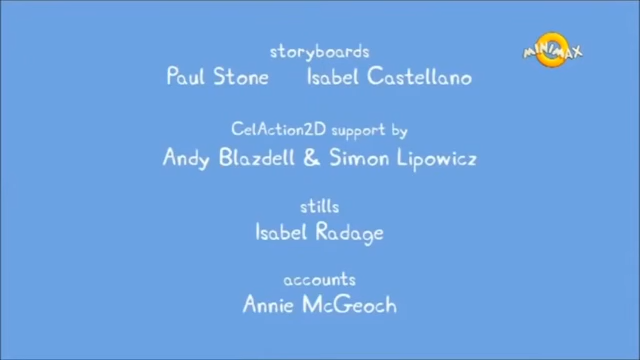 MINIMAX
storyboards
Paul Stone Isabel Castellano
CelAction2D support by
Andy Blazdell & Simon Lipowicz
stills
Isabel Radage
accounts
Annie McGeoch